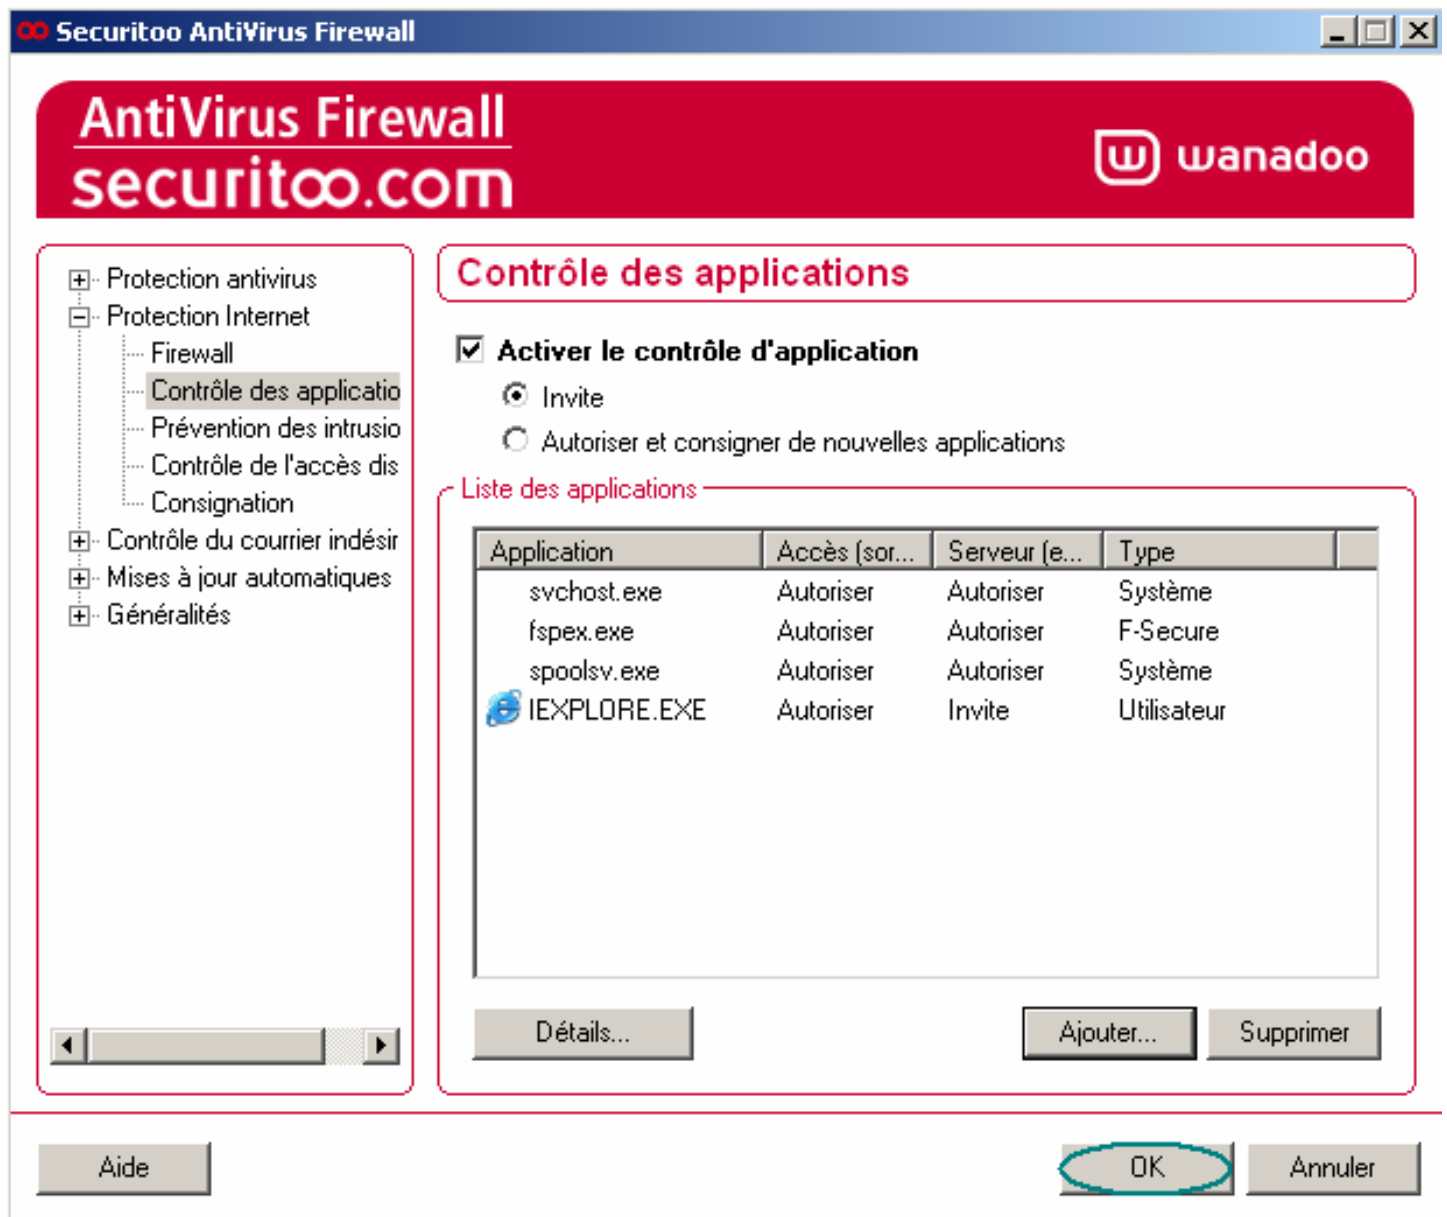 Securitoo AntiVirus Firewall
AntiVirus Firewall
securitoo.com
wanadoo
Protection antivirus
Protection Internet
Firewall
Contrôle des applicatio
Prévention des intrusio
Contrôle de l'accès dis
Consignation
Contrôle du courrier indésir
Mises à jour automatiques
Généralités
Contrôle des applications
Activer le contrôle d'application
Invite
Autoriser et consigner de nouvelles applications
Liste des applications
Application Accès (sor... Serveur (e... Type
svchost.exe Autoriser Autoriser Système
fspex.exe Autoriser Autoriser F-Secure
spoolsv.exe Autoriser Autoriser Système
IEXPLORE.EXE Autoriser Invite Utilisateur
Détails... Ajouter... Supprimer
Aide OK Annuler